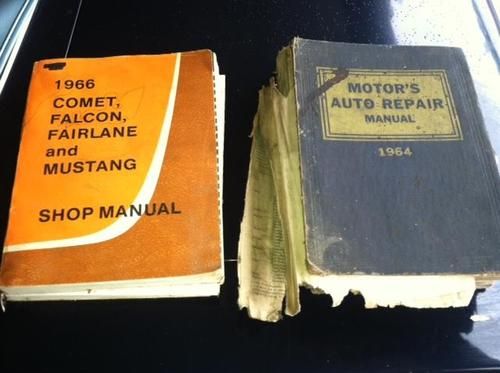 1966
COMET,
FALCON,
FAIRLANE
and
MUSTANG
SHOP MANUAL
MOTOR'S
AUTO REPAIR
MANUAL
1964